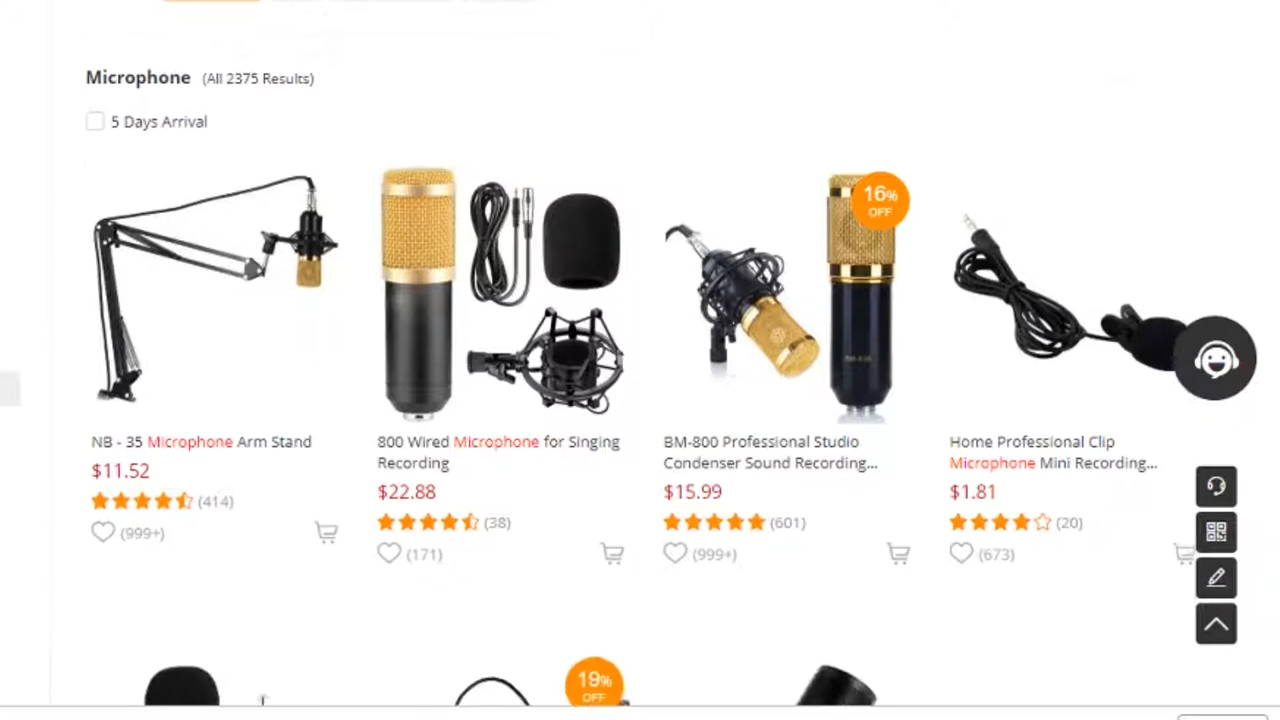 Microphone (All 2375 Results)
5 Days Arrival
16%
OFF
NB - 35 Microphone Arm Stand
$11.52
(414)
(999+)
800 Wired Microphone for Singing
Recording
$22.88
(38)
(171)
BM-800 Professional Studio
Condenser Sound Recording...
$15.99
(601)
(999+)
Home Professional Clip
Microphone Mini Recording...
$1.81
(20)
(673)
19%
OFF